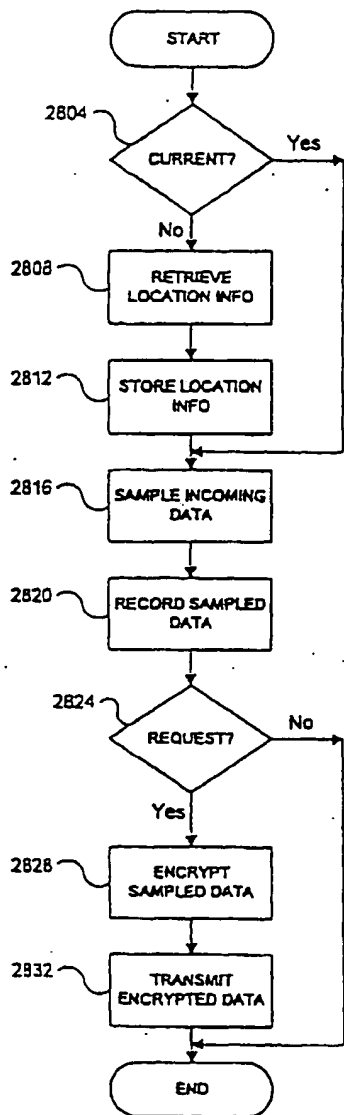 START
2804
CURRENT?
Yes
No
2808
RETRIEVE
LOCATION INFO
2812
STORE LOCATION
INFO
2816
SAMPLE INCOMING
DATA
2820
RECORD SAMPLED
DATA
2824
REQUEST?
No
Yes
2828
ENCRYPT
SAMPLED DATA
2832
TRANSMIT
ENCRYPTED DATA
END